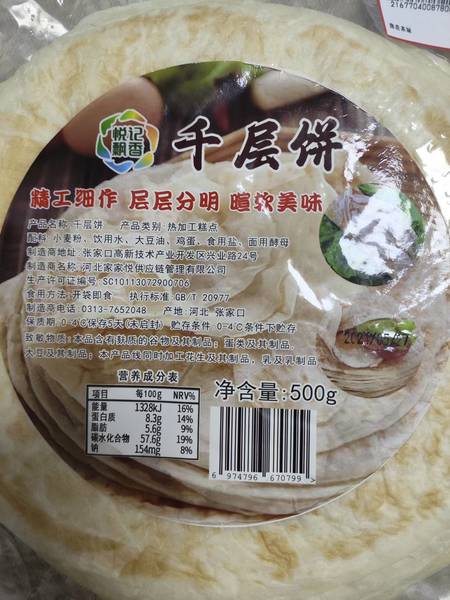 2167704008780
悦记
飘香
千层饼
精工细作 层层分明 暄软美味
产品名称:千层饼 产品类别:热加工糕点
配料:小麦粉、饮用水、大豆油、鸡蛋、食用盐、面用酵母
制造商地址:张家口高新技术产业开发区兴业路24号
制造商名称:河北家家悦供应链管理有限公司
生产许可证编号:SC10113072900706
食用方法:开袋即食 执行标准:GB/T 20977
制造商电话:0313-7652048 产地:河北 张家口
保质期:0-4℃保存5天(未启封) 贮存条件:0-4℃条件下贮存
致敏物质:本品含有麸质的谷物及其制品;蛋类及其制品
大豆及其制品;本产品线同时加工花生及其制品,乳及乳制品
营养成分表
项目 每100g NRV%
能量 1328kJ 16%
蛋白质 8.3g 14%
脂肪 5.6g 9%
碳水化合物 57.6g 19%
钠 154mg 8%
净含量:500g
6 974796 670799 >